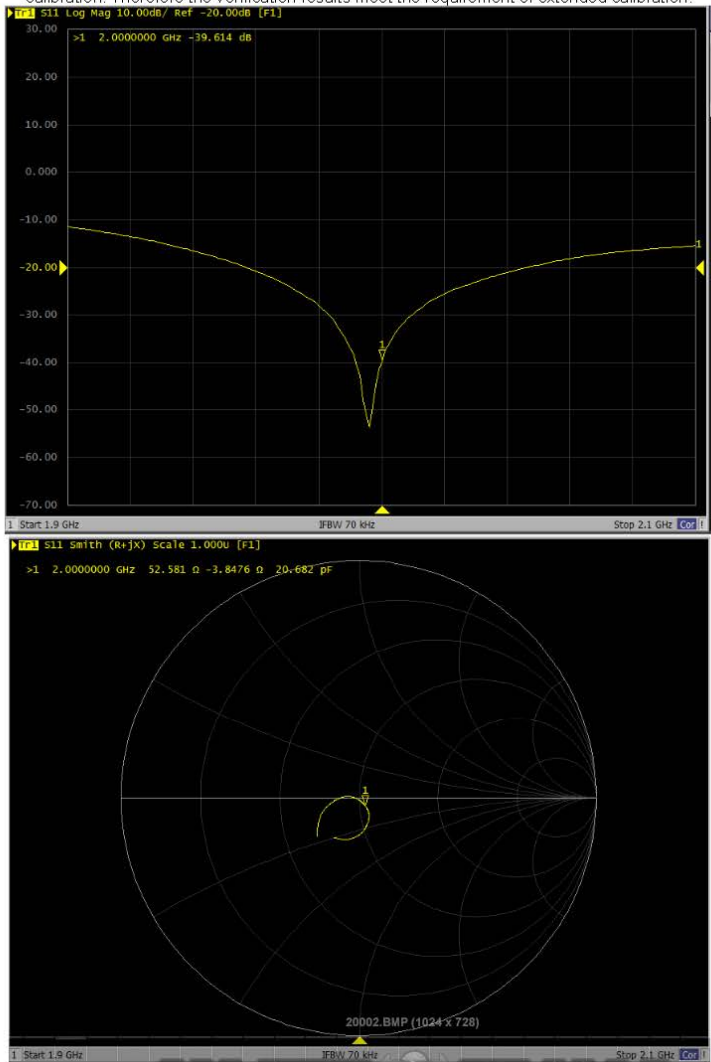 calibration. Therefore the verification results meet the requirement of extended calibration.
Tr1 S11 Log Mag 10.00dB/ Ref -20.00dB [F1]
30.00
>1 2.0000000 GHz -39.614 dB
20.00
10.00
0.000
-10.00
1
-20.00
-30.00
1
-40.00
-50.00
-60.00
-70.00
1 Start 1.9 GHz IFBW 70 kHz Stop 2.1 GHz Cor !
Tr1 S11 Smith (R+jX) Scale 1.000U [F1]
>1 2.0000000 GHz 52.581 Ω -3.8476 Ω 20.682 pF
1
20002.BMP (1024 x 728)
1 Start 1.9 GHz IFBW 70 kHz Stop 2.1 GHz Cor !